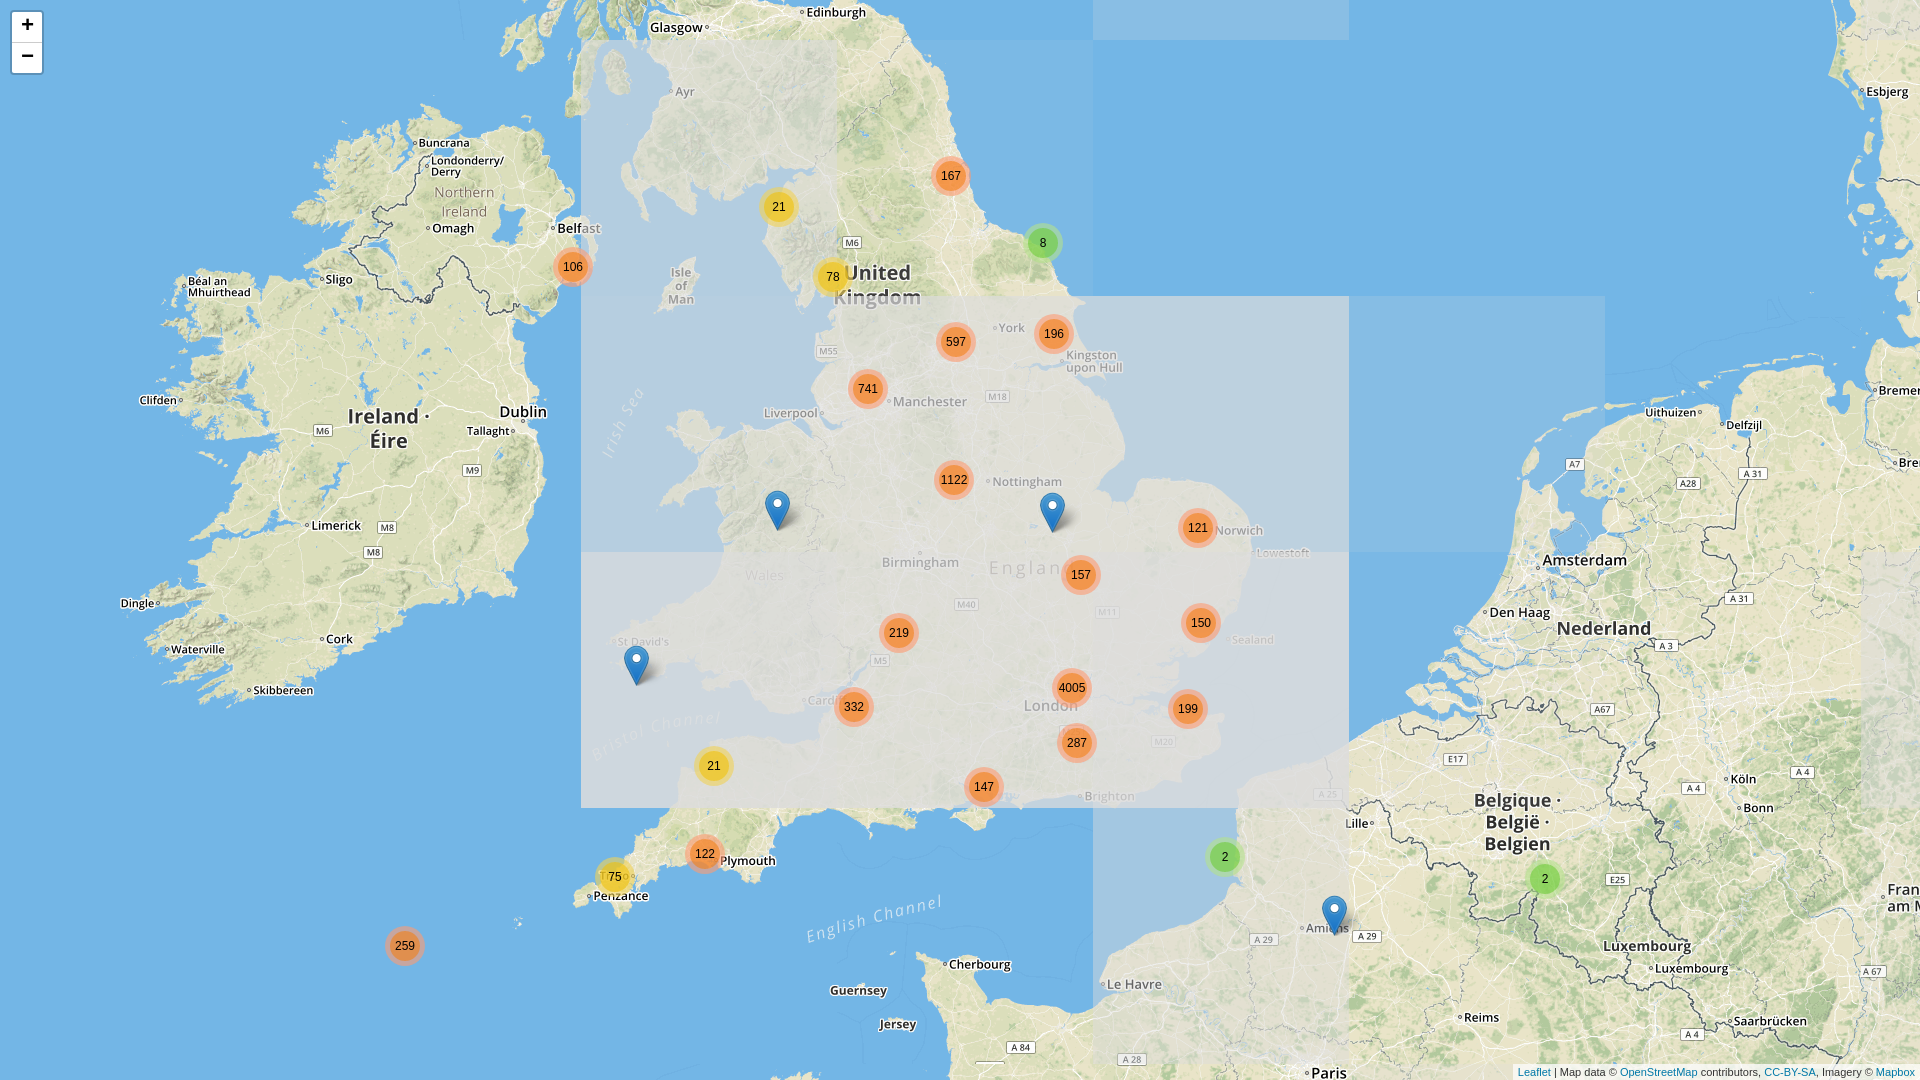 +
−
Edinburgh
Glasgow
Ayr
Esbjerg
Buncrana
Londonderry/
Derry
Northern
Ireland
Omagh
Belfast
167
21
8
M6
106
78
United
Kingdom
Isle
of
Man
Sligo
Béal an
Mhuirthead
York
196
597
M55
Kingston
upon Hull
741
Manchester
M18
Liverpool
Irish Sea
Clifden
Dublin
Ireland ·
Éire
Tallaght
M6
M9
Uithuizen
Delfzijl
A7
A 31
A28
1122
Nottingham
Limerick
M8
M8
121
Norwich
Lowestoft
Birmingham
Wales
157
Amsterdam
M40
M11
Dingle
Den Haag
A 31
Nederland
A 3
219
150
Sealand
St David's
Cork
Waterville
M5
Skibbereen
4005
London
332
199
A67
Bristol Channel
287
M20
E17
21
Köln
A 4
A 4
Bonn
147
Brighton
A 25
Belgique ·
België ·
Belgien
Lille
122
Plymouth
2
75
Penzance
2
E25
English Channel
259
Amiens
A 29
A 29
Luxembourg
Luxembourg
A 67
Cherbourg
Le Havre
Guernsey
Jersey
Reims
Saarbrücken
A 4
A 84
A 28
Paris
Leaflet | Map data © OpenStreetMap contributors, CC-BY-SA, Imagery © Mapbox